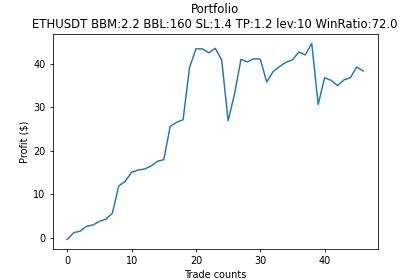 Portfolio
ETHUSDT BBM:2.2 BBL:160 SL:1.4 TP:1.2 lev:10 WinRatio:72.0
40
30
20
10
0
Profit ($)
0 10 20 30 40
Trade counts